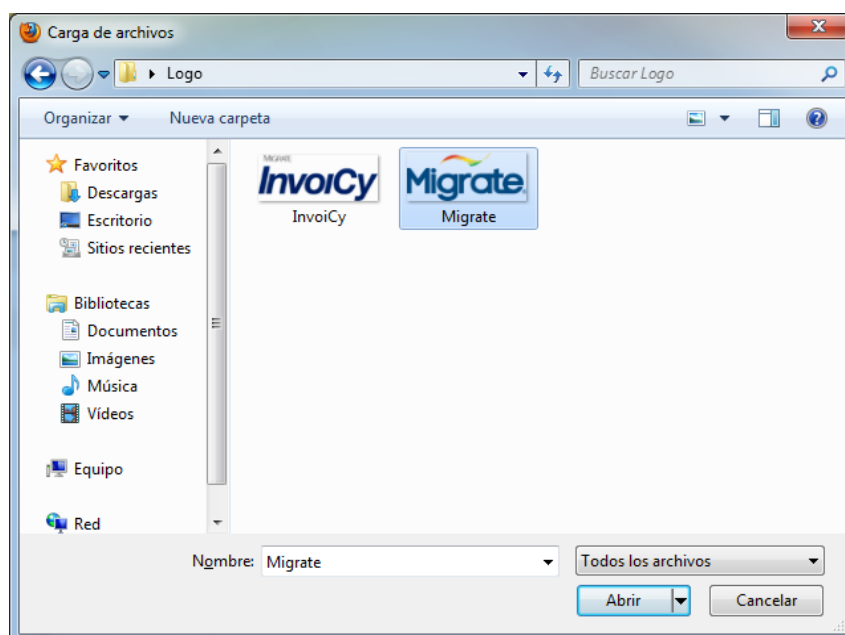 Carga de archivos
Logo
Buscar Logo
Organizar
Nueva carpeta
Favoritos
Descargas
Escritorio
Sitios recientes
Bibliotecas
Documentos
Imágenes
Música
Vídeos
Equipo
Red
MIGRATE
InvoiCy
InvoiCy
Migrate
Migrate
Nombre: Migrate
Todos los archivos
Abrir
Cancelar